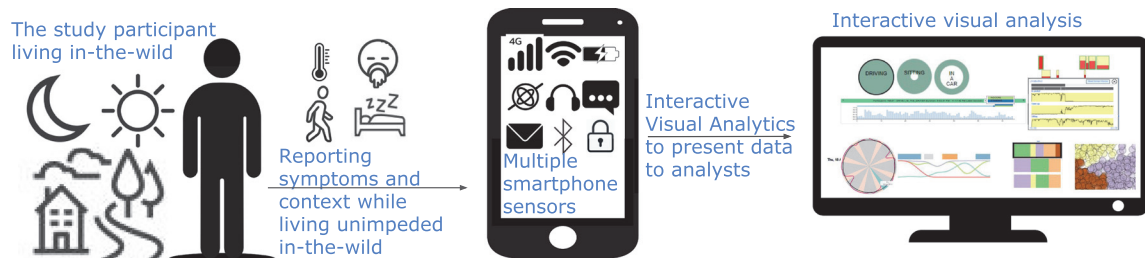 The study participant
living in-the-wild
Reporting
symptoms and
context while
living unimpeded
in-the-wild
4G
zzZ
Multiple
smartphone
sensors
Interactive
Visual Analytics
to present data
to analysts
Interactive visual analysis
DRIVING
SITTING
IN
A
CAR